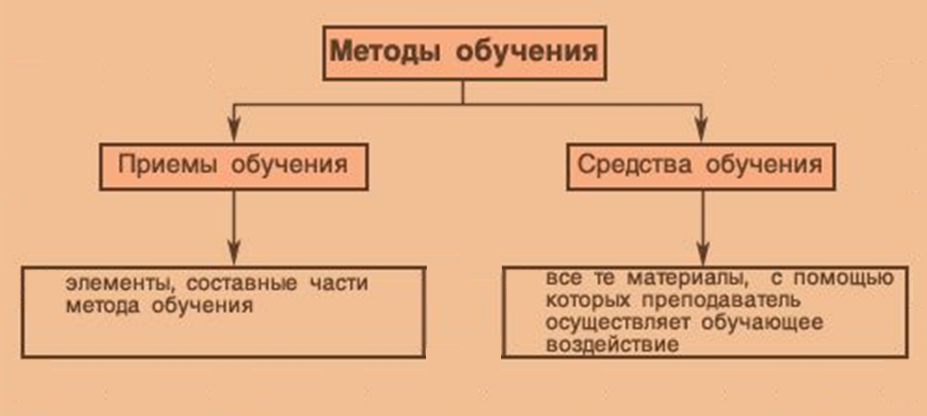 Методы обучения
Приемы обучения
Средства обучения
элементы, составные части
метода обучения
все те материалы, с помощью
которых преподаватель
осуществляет обучающее
воздействие